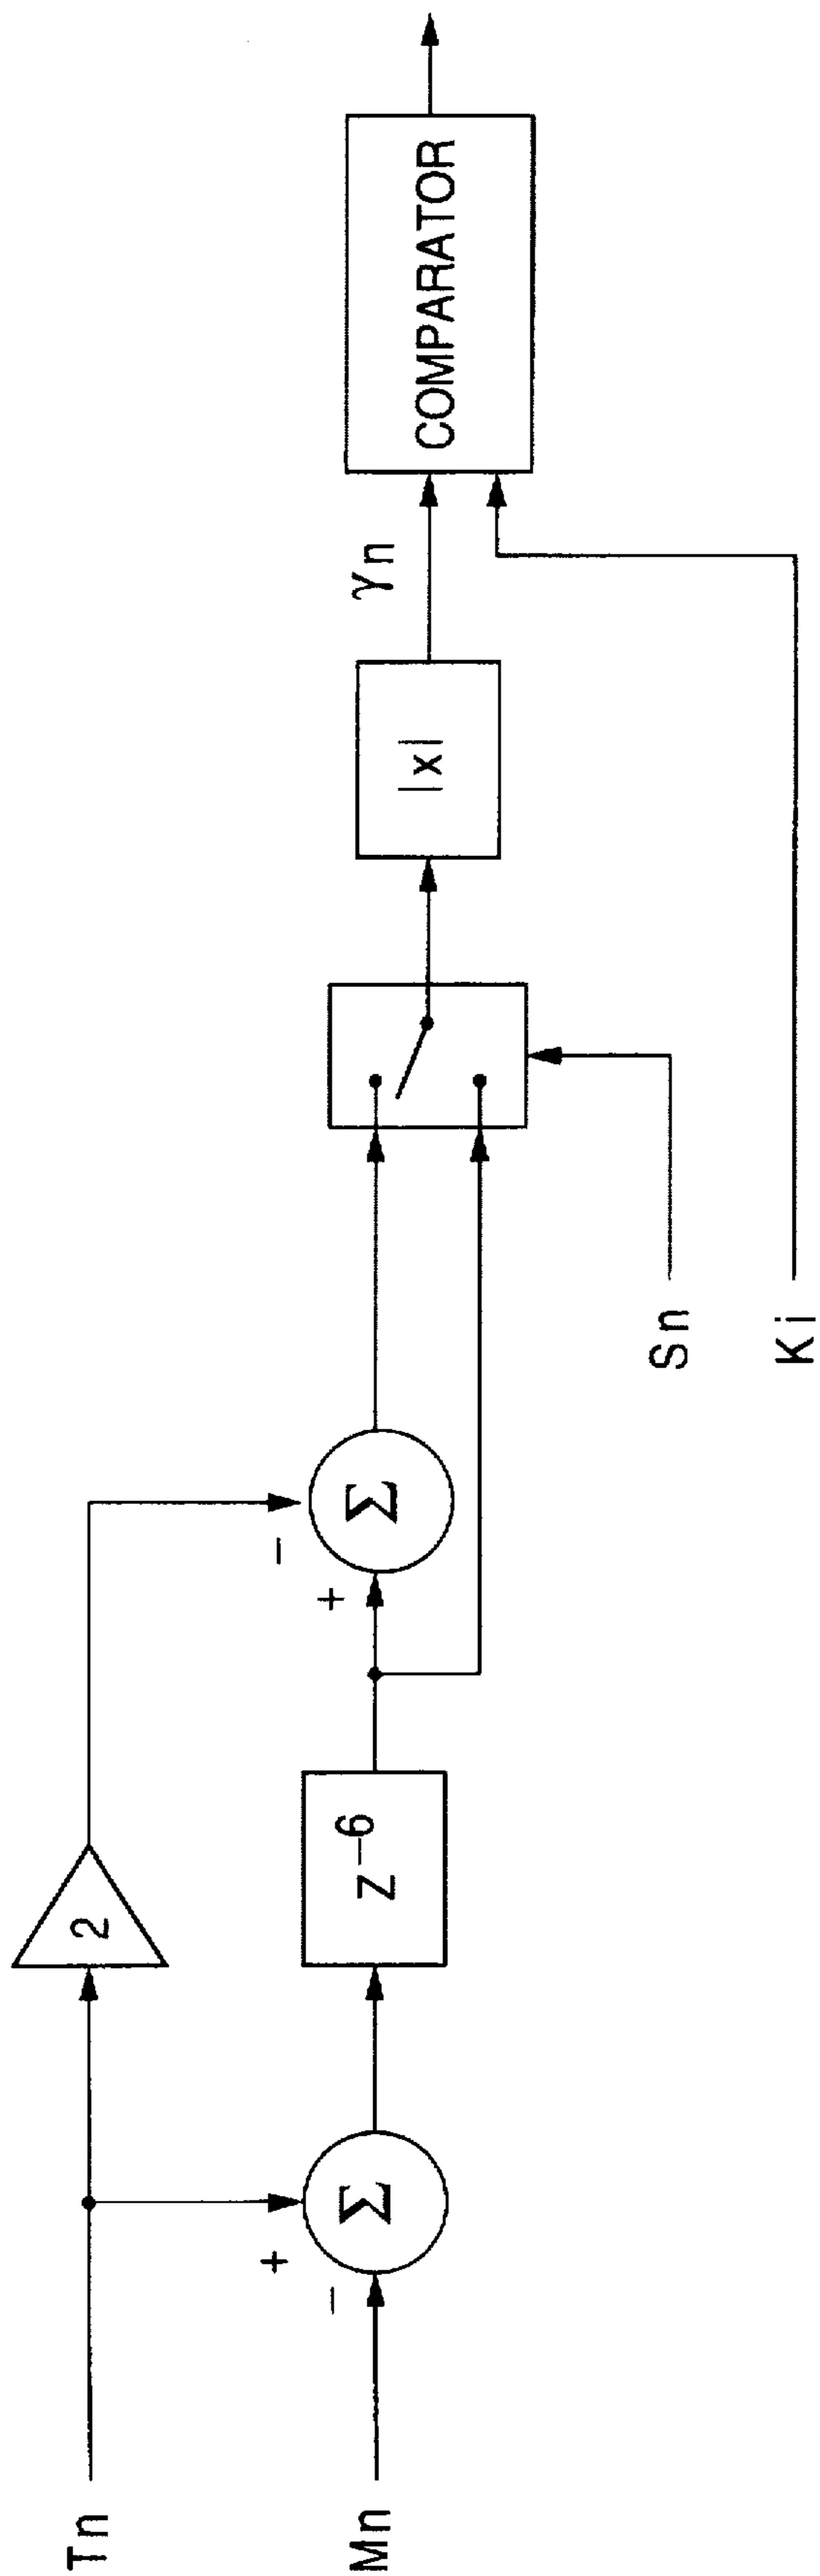 Tn
2
Mn
+
-
Σ
z⁻⁶
-
+
Σ
Sn
Ki
|x|
γn
COMPARATOR